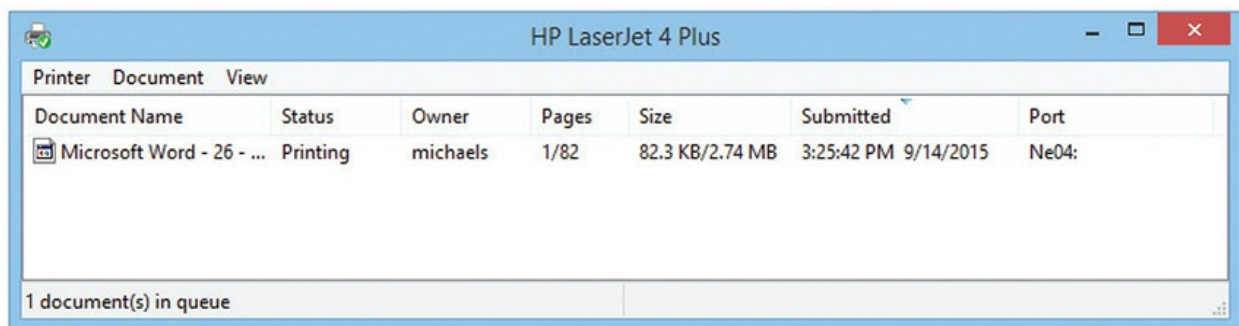 HP LaserJet 4 Plus
Printer Document View
Document Name Status Owner Pages Size Submitted Port
Microsoft Word - 26 - ... Printing michaels 1/82 82.3 KB/2.74 MB 3:25:42 PM 9/14/2015 Ne04:
1 document(s) in queue